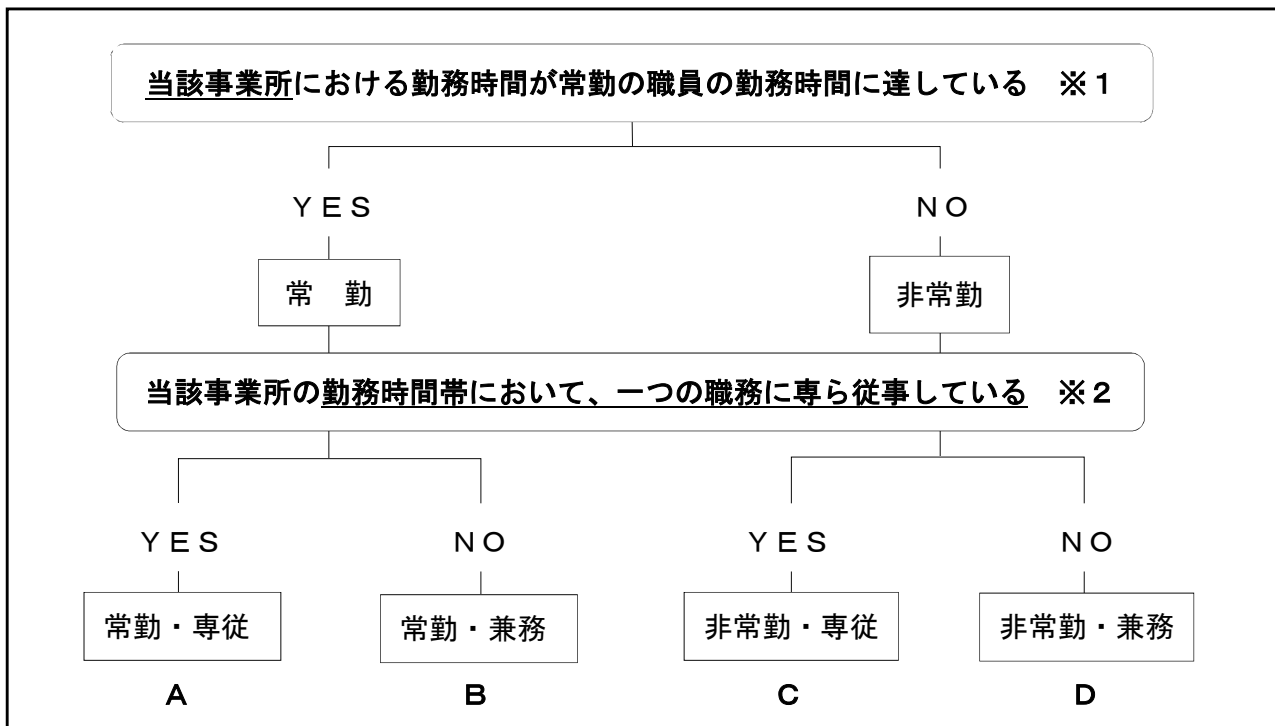 当該事業所における勤務時間が常勤の職員の勤務時間に達している ※1
YES NO
常 勤 非常勤
当該事業所の勤務時間帯において、一つの職務に専ら従事している ※2
YES NO YES NO
常勤・専従 常勤・兼務 非常勤・専従 非常勤・兼務
A B C D